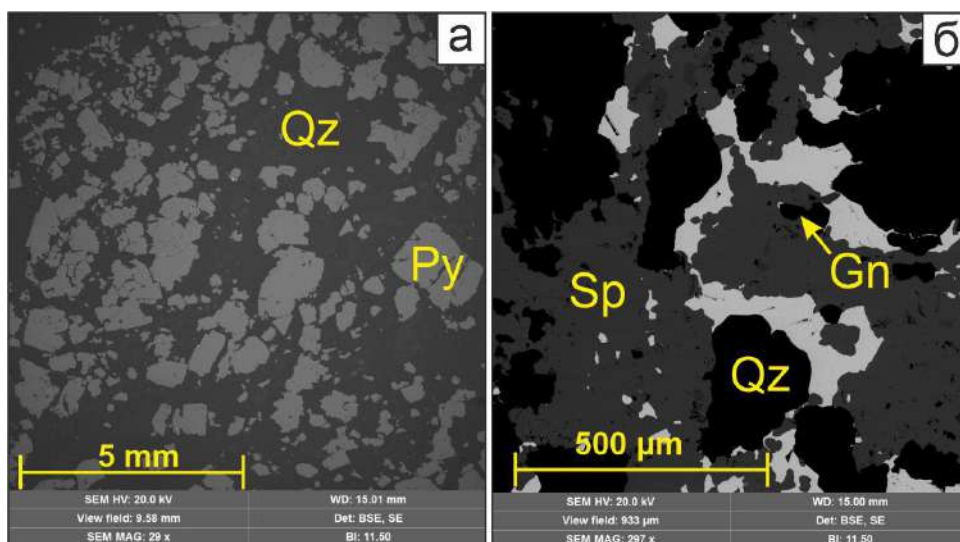 а
Qz
Py
5 mm
SEM HV: 20.0 kV
WD: 15.01 mm
View field: 9.58 mm
Det: BSE, SE
SEM MAG: 29 x
BI: 11.50
б
Gn
Sp
Qz
500 µm
SEM HV: 20.0 kV
WD: 15.00 mm
View field: 933 µm
Det: BSE, SE
SEM MAG: 297 x
BI: 11.50